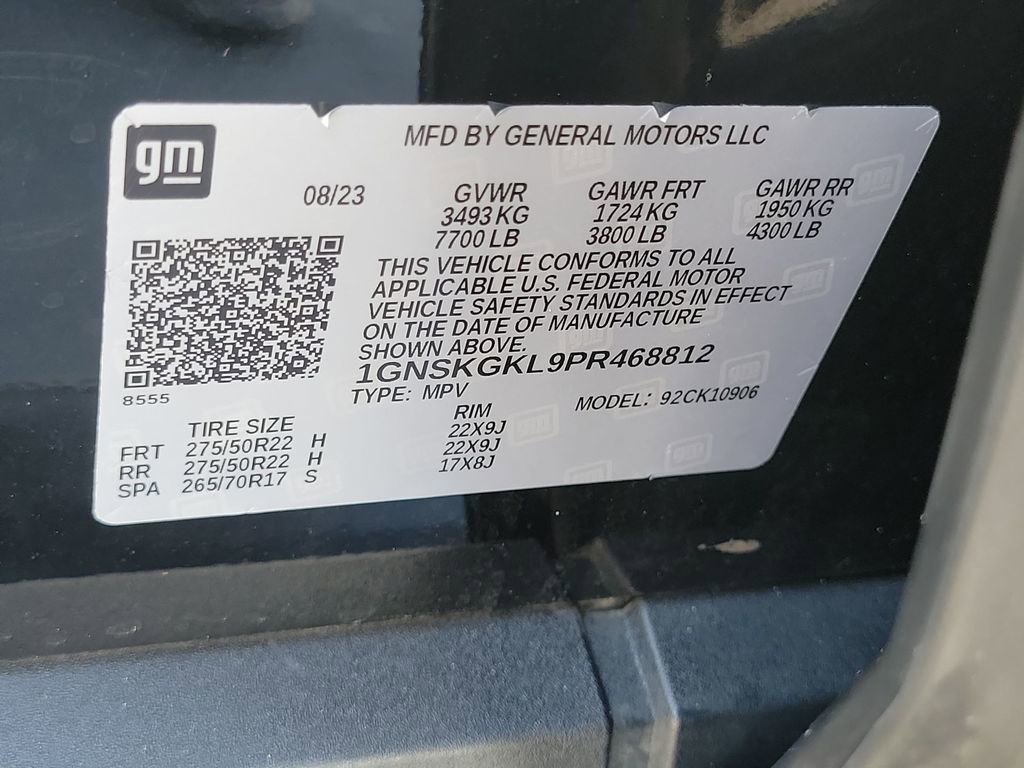 gm
MFD BY GENERAL MOTORS LLC
08/23 GVWR GAWR FRT GAWR RR
3493 KG 1724 KG 1950 KG
7700 LB 3800 LB 4300 LB
THIS VEHICLE CONFORMS TO ALL
APPLICABLE U.S. FEDERAL MOTOR
VEHICLE SAFETY STANDARDS IN EFFECT
ON THE DATE OF MANUFACTURE
SHOWN ABOVE.
1GNSKGKL9PR468812
8555
TYPE: MPV MODEL: 92CK10906
TIRE SIZE RIM
FRT 275/50R22 H 22X9J
RR 275/50R22 H 22X9J
SPA 265/70R17 S 17X8J